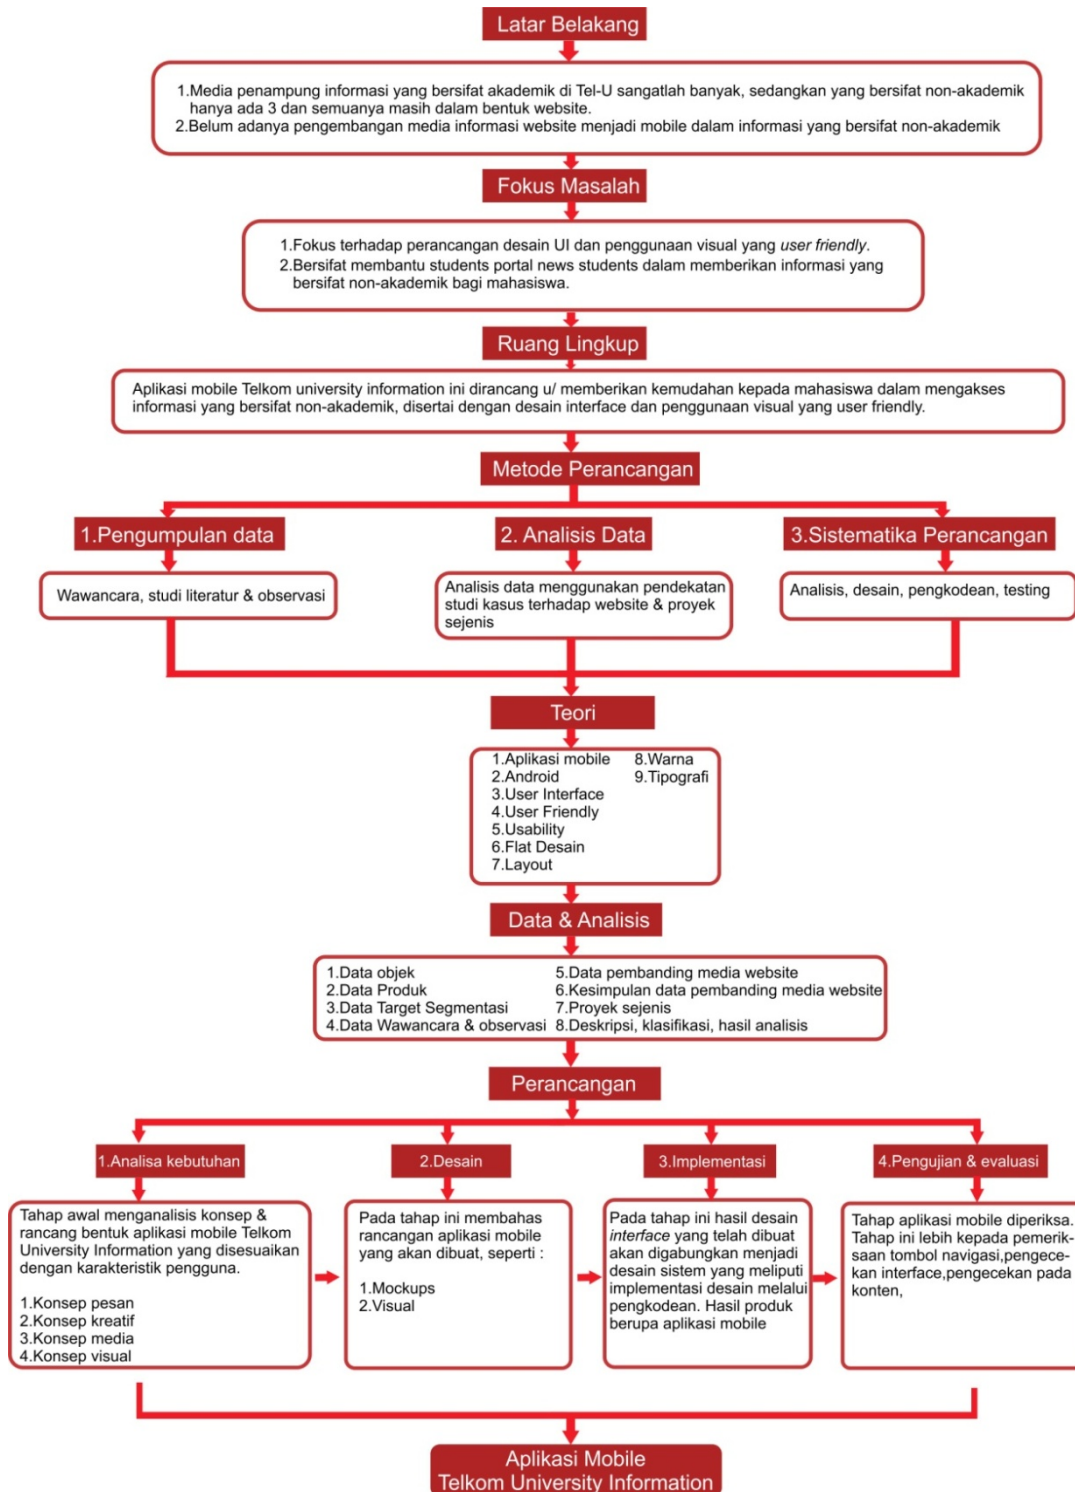 Latar Belakang
1.Media penampung informasi yang bersifat akademik di Tel-U sangatlah banyak, sedangkan yang bersifat non-akademik
hanya ada 3 dan semuanya masih dalam bentuk website.
2.Belum adanya pengembangan media informasi website menjadi mobile dalam informasi yang bersifat non-akademik
Fokus Masalah
1.Fokus terhadap perancangan desain UI dan penggunaan visual yang user friendly.
2.Bersifat membantu students portal news students dalam memberikan informasi yang
bersifat non-akademik bagi mahasiswa.
Ruang Lingkup
Aplikasi mobile Telkom university information ini dirancang u/ memberikan kemudahan kepada mahasiswa dalam mengakses
informasi yang bersifat non-akademik, disertai dengan desain interface dan penggunaan visual yang user friendly.
Metode Perancangan
1.Pengumpulan data
Wawancara, studi literatur & observasi
2. Analisis Data
Analisis data menggunakan pendekatan
studi kasus terhadap website & proyek
sejenis
3.Sistematika Perancangan
Analisis, desain, pengkodean, testing
Teori
1.Aplikasi mobile
2.Android
3.User Interface
4.User Friendly
5.Usability
6.Flat Desain
7.Layout
8.Warna
9.Tipografi
Data & Analisis
1.Data objek
2.Data Produk
3.Data Target Segmentasi
4.Data Wawancara & observasi
5.Data pembanding media website
6.Kesimpulan data pembanding media website
7.Proyek sejenis
8.Deskripsi, klasifikasi, hasil analisis
Perancangan
1.Analisa kebutuhan
Tahap awal menganalisis konsep &
rancang bentuk aplikasi mobile Telkom
University Information yang disesuaikan
dengan karakteristik pengguna.
1.Konsep pesan
2.Konsep kreatif
3.Konsep media
4.Konsep visual
2.Desain
Pada tahap ini membahas
rancangan aplikasi mobile
yang akan dibuat, seperti :
1.Mockups
2.Visual
3.Implementasi
Pada tahap ini hasil desain
interface yang telah dibuat
akan digabungkan menjadi
desain sistem yang meliputi
implementasi desain melalui
pengkodean. Hasil produk
berupa aplikasi mobile
4.Pengujian & evaluasi
Tahap aplikasi mobile diperiksa.
Tahap ini lebih kepada pemerik-
saan tombol navigasi,pengece-
kan interface,pengecekan pada
konten,
Aplikasi Mobile
Telkom University Information